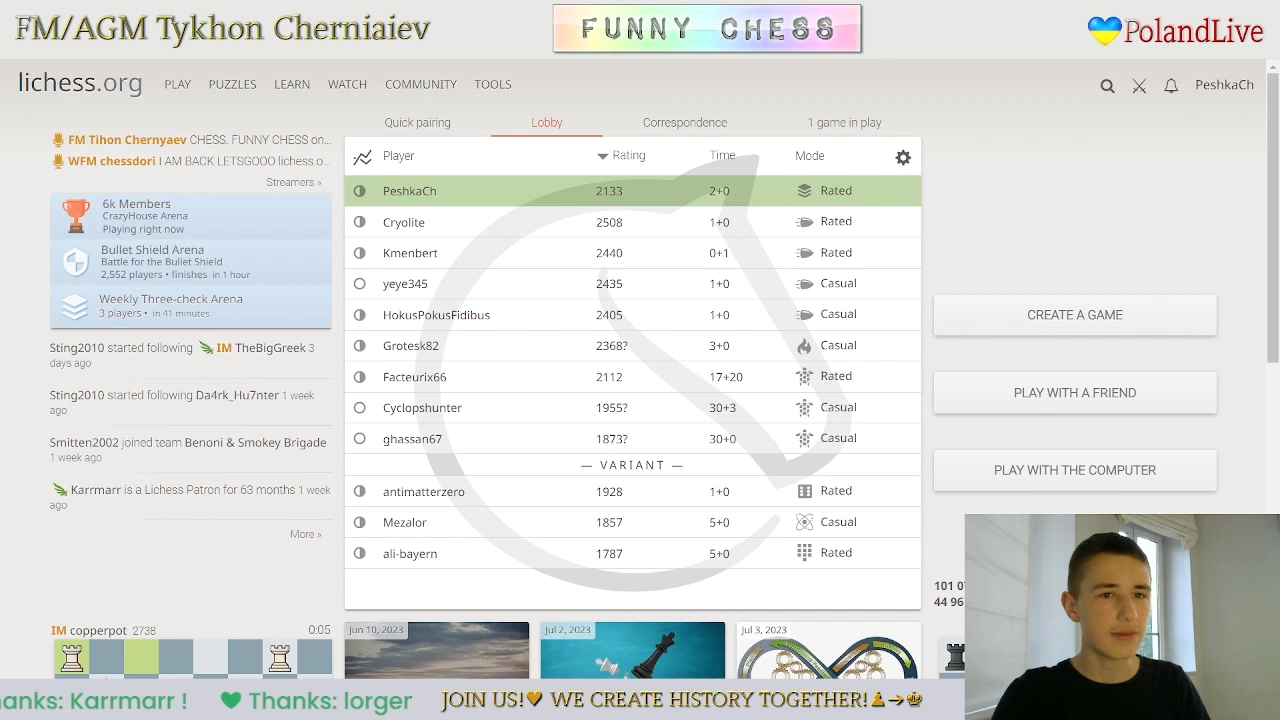 FM/AGM Tykhon Cherniaiev
FUNNY CHESS
PolandLive
lichess.org PLAY PUZZLES LEARN WATCH COMMUNITY TOOLS PeshkaCh
Quick pairing Lobby Correspondence 1 game in play
FM Tihon Chernyaev CHESS. FUNNY CHESS on...
WFM chessdori I AM BACK LETSGOOO lichess o...
Streamers »
6k Members
CrazyHouse Arena
Playing right now
Bullet Shield Arena
Battle for the Bullet Shield
2,552 players • finishes in 1 hour
Weekly Three-check Arena
3 players • in 41 minutes
Sting2010 started following IM TheBigGreek 3
days ago
Sting2010 started following Da4rk_Hu7nter 1 week
ago
Smitten2002 joined team Benoni & Smokey Brigade
1 week ago
Karrmarr is a Lichess Patron for 63 months 1 week
ago
More »
Player Rating Time Mode
PeshkaCh 2133 2+0 Rated
Cryolite 2508 1+0 Rated
Kmenbert 2440 0+1 Rated
yeye345 2435 1+0 Casual
HokusPokusFidibus 2405 1+0 Casual
Grotesk82 2368? 3+0 Casual
Facteurix66 2112 17+20 Rated
Cyclopshunter 1955? 30+3 Casual
ghassan67 1873? 30+0 Casual
— VARIANT —
antimatterzero 1928 1+0 Rated
Mezalor 1857 5+0 Casual
ali-bayern 1787 5+0 Rated
CREATE A GAME
PLAY WITH A FRIEND
PLAY WITH THE COMPUTER
101 0
44 96
IM copperpot 2738 0:05
Jun 10, 2023
Jul 2, 2023
Jul 3, 2023
anks: Karrmarr ! Thanks: lorger
JOIN US! WE CREATE HISTORY TOGETHER!